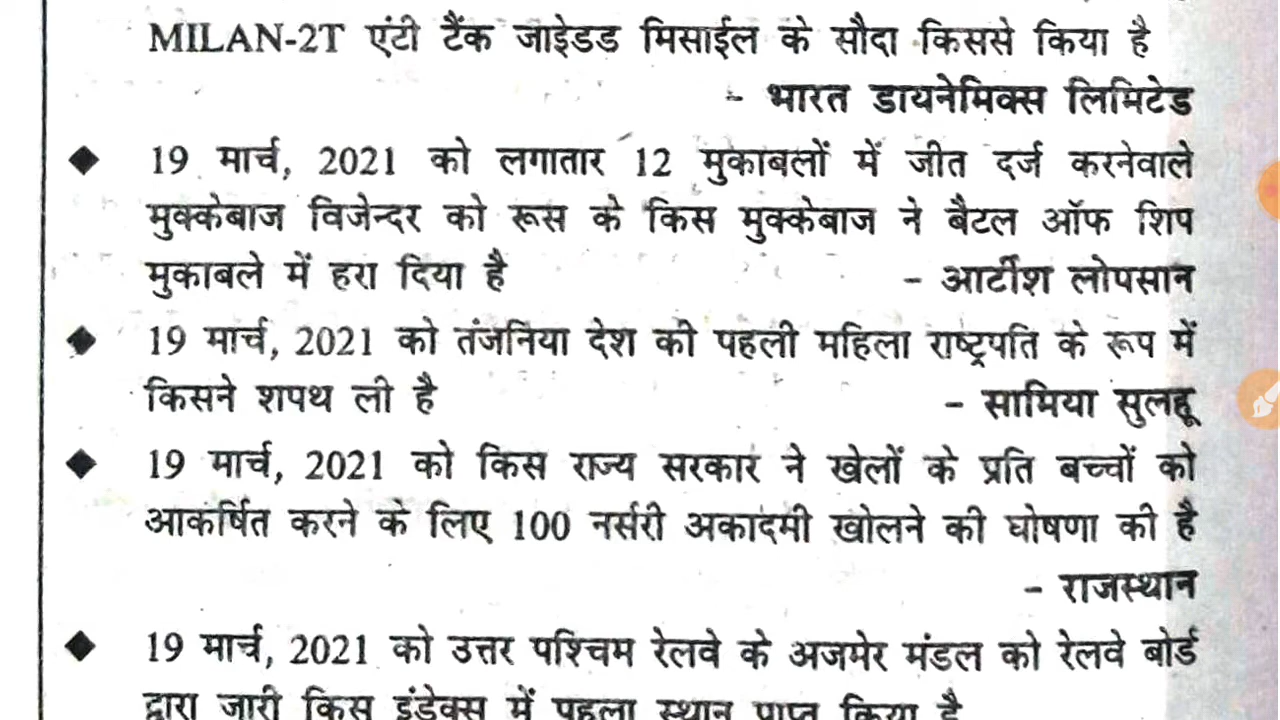 MILAN-2T एंटी टैंक जाईडडड मिसाईल के सौदा किससे किया है
- भारत डायनेमिक्स लिमिटेड
◆ 19 मार्च, 2021 को लगातार 12 मुकाबलों में जीत दर्ज करनेवाले
मुक्केबाज विजेन्दर को रूस के किस मुक्केबाज ने बैटल ऑफ शिप
मुकाबले में हरा दिया है - आर्टीश लोपसान
◆ 19 मार्च, 2021 को तंजनिया देश की पहली महिला राष्ट्रपति के रूप में
किसने शपथ ली है - सामिया सुलहू
◆ 19 मार्च, 2021 को किस राज्य सरकार ने खेलों के प्रति बच्चों को
आकर्षित करने के लिए 100 नर्सरी अकादमी खोलने की घोषणा की है
- राजस्थान
◆ 19 मार्च, 2021 को उत्तर पश्चिम रेलवे के अजमेर मंडल को रेलवे बोर्ड
द्वारा जारी किस इंडेक्स में पहला स्थान प्राप्त किया है